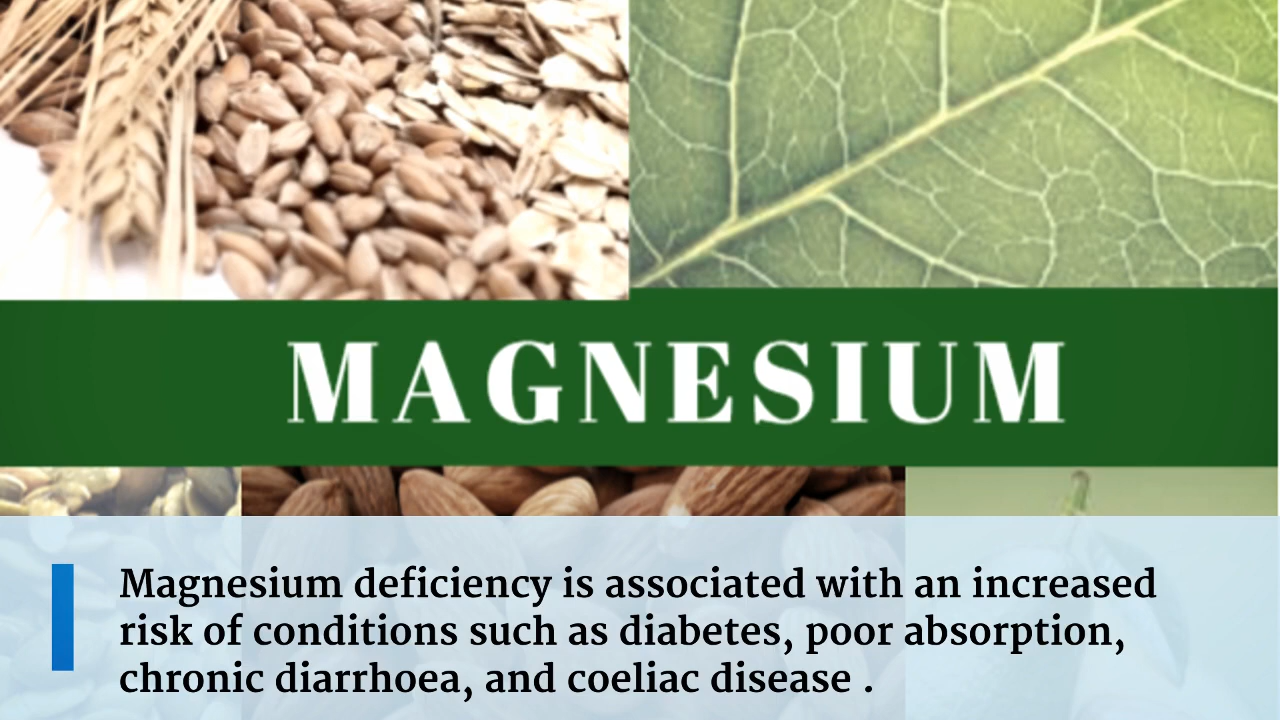 MAGNESIUM
Magnesium deficiency is associated with an increased
risk of conditions such as diabetes, poor absorption,
chronic diarrhoea, and coeliac disease .